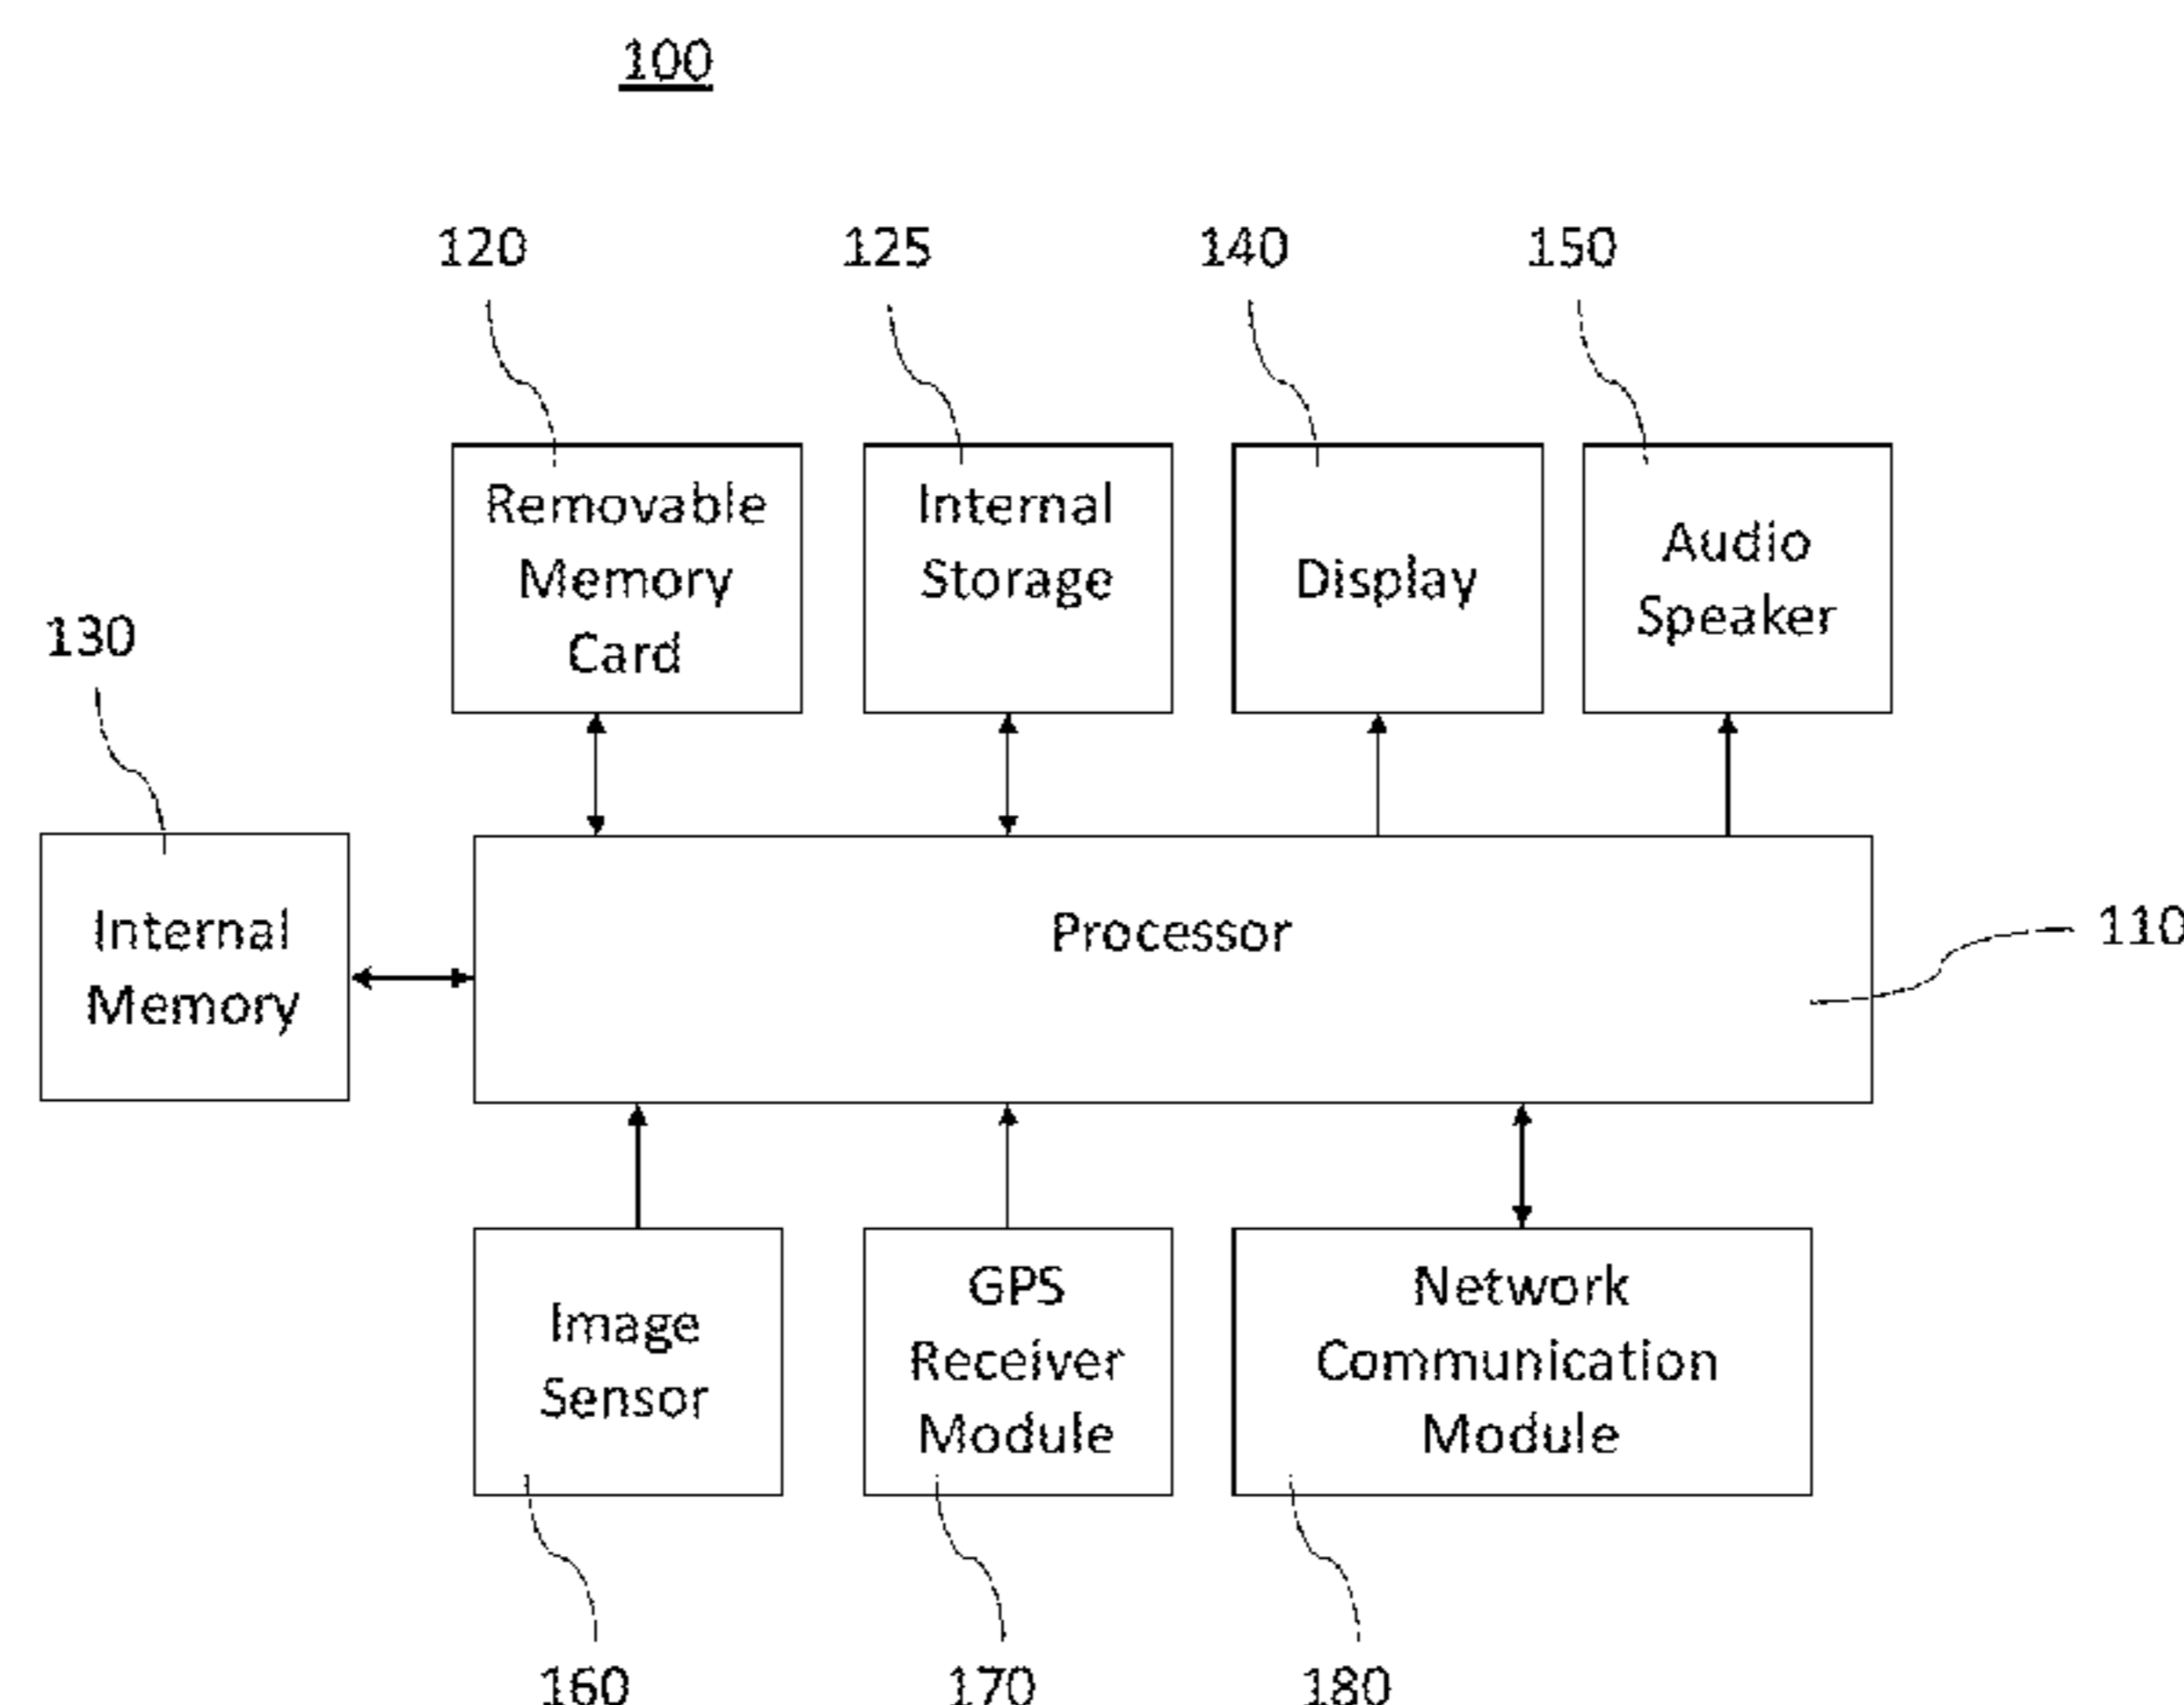 100
120
125
140
150
Removable
Memory
Card
Internal
Storage
Display
Audio
Speaker
130
Internal
Memory
Processor
110
Image
Sensor
GPS
Receiver
Module
Network
Communication
Module
160
170
180